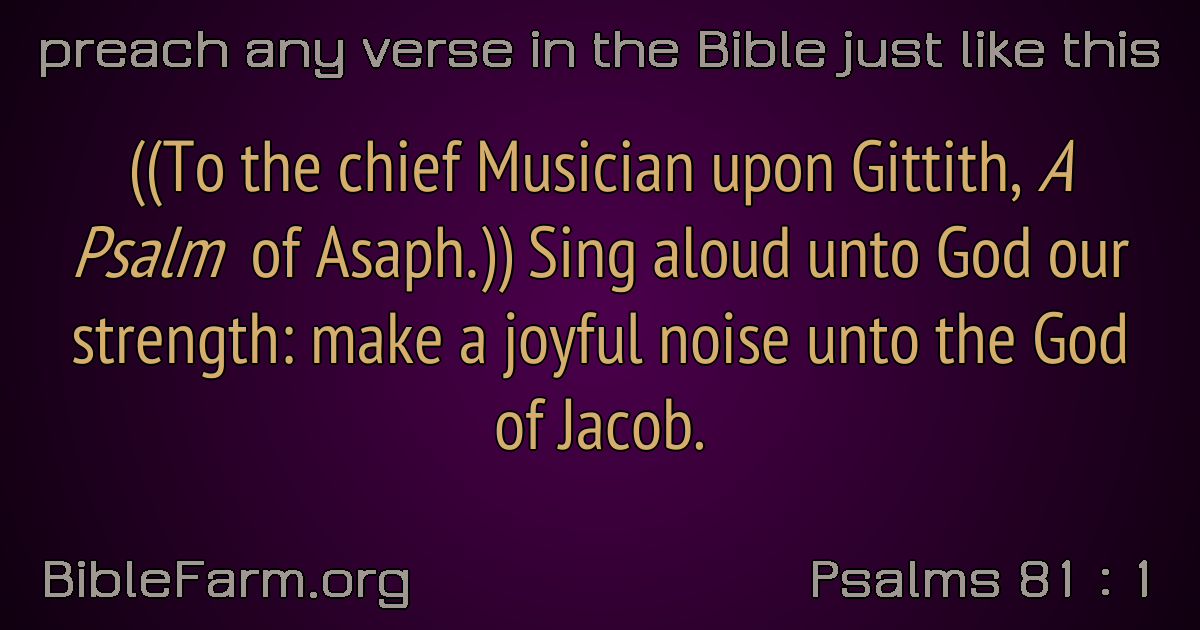 preach any verse in the Bible just like this
((To the chief Musician upon Gittith, A
Psalm of Asaph.)) Sing aloud unto God our
strength: make a joyful noise unto the God
of Jacob.
BibleFarm.org
Psalms 81 : 1